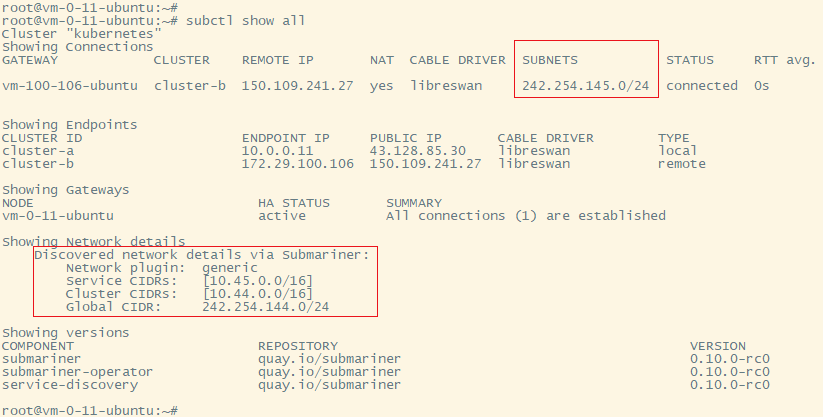 root@vm-0-11-ubuntu:~#
root@vm-0-11-ubuntu:~# subctl show all
Cluster "kubernetes"
Showing Connections
GATEWAY CLUSTER REMOTE IP NAT CABLE DRIVER SUBNETS STATUS RTT avg.
vm-100-106-ubuntu cluster-b 150.109.241.27 yes libreswan 242.254.145.0/24 connected 0s
Showing Endpoints
CLUSTER ID ENDPOINT IP PUBLIC IP CABLE DRIVER TYPE
cluster-a 10.0.0.11 43.128.85.30 libreswan local
cluster-b 172.29.100.106 150.109.241.27 libreswan remote
Showing Gateways
NODE HA STATUS SUMMARY
vm-0-11-ubuntu active All connections (1) are established
Showing Network details
Discovered network details via Submariner:
Network plugin: generic
Service CIDRs: [10.45.0.0/16]
Cluster CIDRs: [10.44.0.0/16]
Global CIDR: 242.254.144.0/24
Showing versions
COMPONENT REPOSITORY VERSION
submariner quay.io/submariner 0.10.0-rc0
submariner-operator quay.io/submariner 0.10.0-rc0
service-discovery quay.io/submariner 0.10.0-rc0
root@vm-0-11-ubuntu:~#